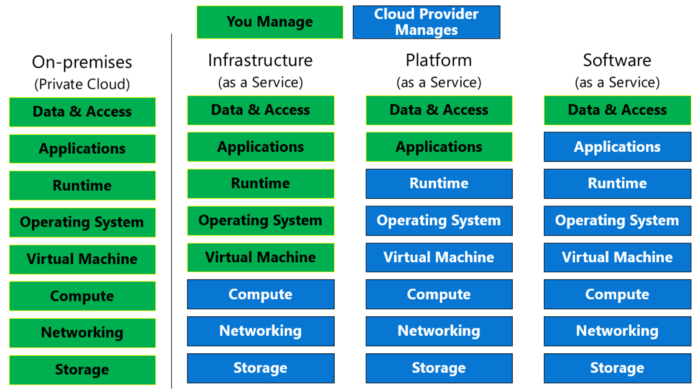 You Manage
Cloud Provider
Manages
On-premises
(Private Cloud)
Data & Access
Applications
Runtime
Operating System
Virtual Machine
Compute
Networking
Storage
Infrastructure
(as a Service)
Data & Access
Applications
Runtime
Operating System
Virtual Machine
Compute
Networking
Storage
Platform
(as a Service)
Data & Access
Applications
Runtime
Operating System
Virtual Machine
Compute
Networking
Storage
Software
(as a Service)
Data & Access
Applications
Runtime
Operating System
Virtual Machine
Compute
Networking
Storage